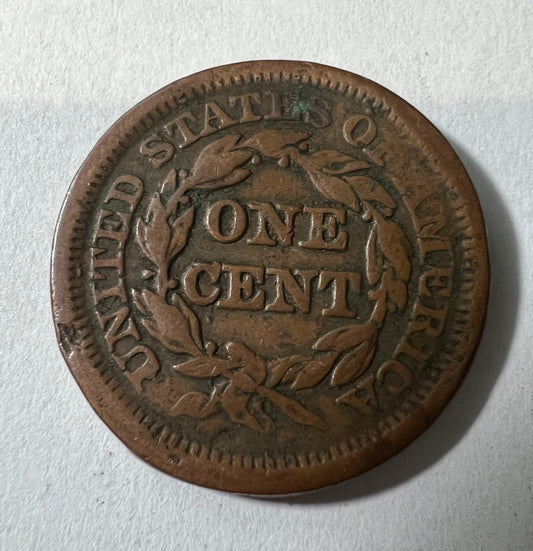 UNITED STATES OF AMERICA
ONE
CENT